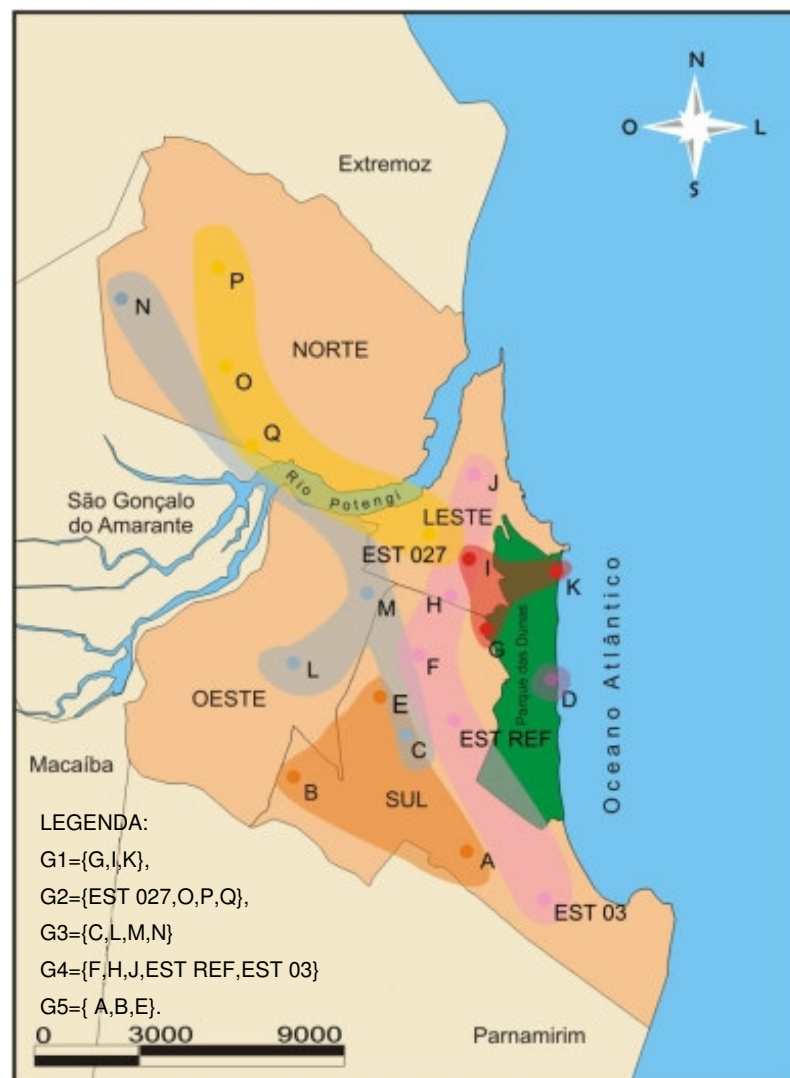 N
O
L
S
Extremoz
P
N
NORTE
O
Q
Rio Potengi
J
São Gonçalo
do Amarante
LESTE
EST 027
I
K
H
M
G
F
L
Parque das Dunas
D
Oceano Atlântico
OESTE
E
EST REF
C
Macaíba
B
SUL
A
EST 03
LEGENDA:
G1={G,I,K},
G2={EST 027,O,P,Q},
G3={C,L,M,N}
G4={F,H,J,EST REF,EST 03}
G5={ A,B,E}.
0 3000 9000
Parnamirim